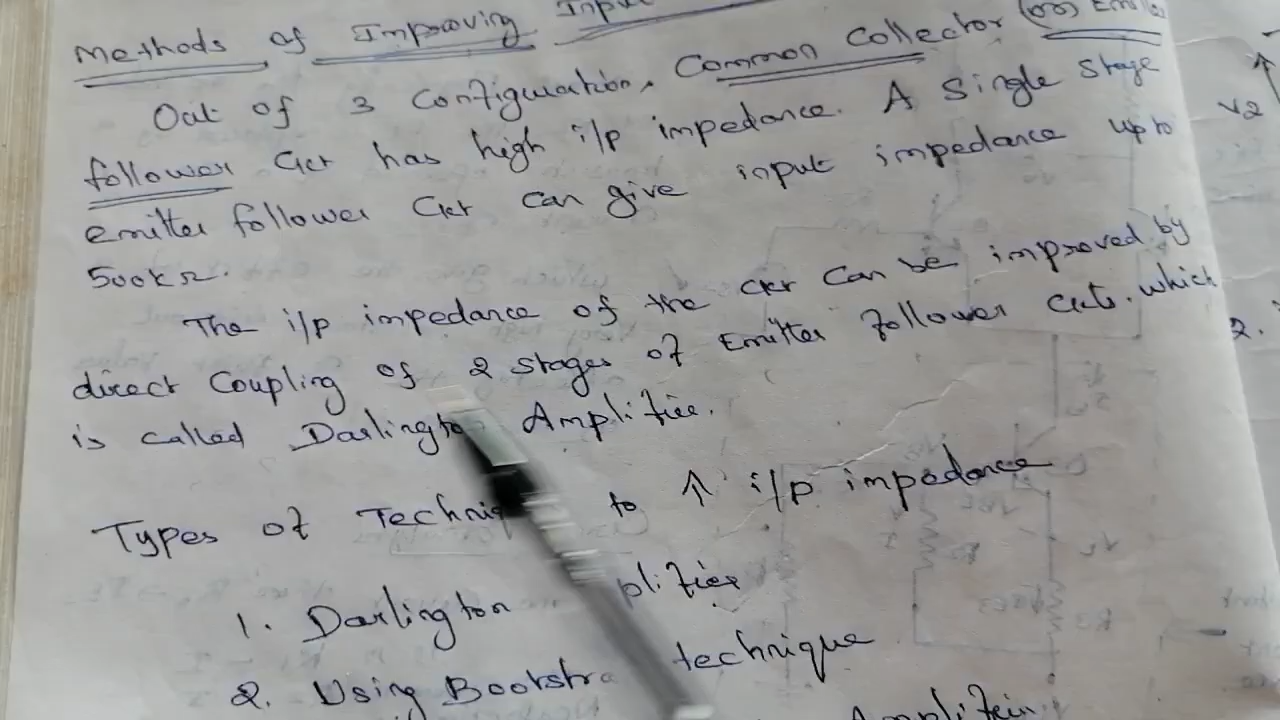 Methods of Improving Input
Out of 3 Configuration, Common Collector (or) Emitter
follower Ckt has high i/p impedance. A Single Stage
emitter follower Ckt can give input impedance upto
500kΩ.
The i/p impedance of the ckt can be improved by
direct Coupling of 2 stages of Emitter follower Ckts. which
is called Darlington Amplifier.
Types of Techni to ↑ i/p impedance
1. Darlington plifier
2. Using Bootstra technique
V2
2.